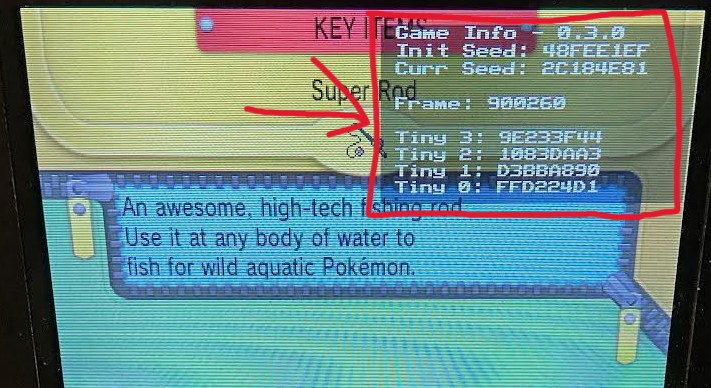 KEY ITEMS
Super Rod
Game Info - 0.3.0
Init Seed: 48FEE1EF
Curr Seed: 2C184E81
Frame: 900260
Tiny 3: 9E233F44
Tiny 2: 1083DAA3
Tiny 1: D3BBA890
Tiny 0: FFD224D1
An awesome, high-tech fishing rod.
Use it at any body of water to
fish for wild aquatic Pokémon.